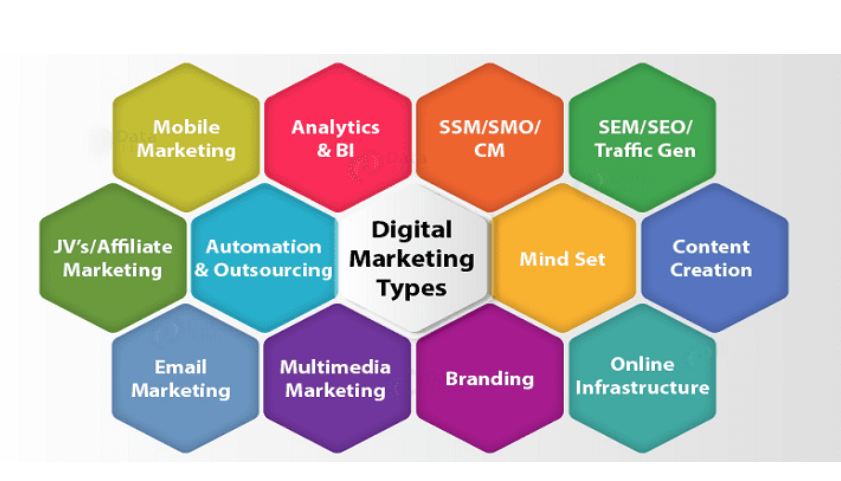 Mobile
Marketing
Analytics
& BI
SSM/SMO/
CM
SEM/SEO/
Traffic Gen
JV's/Affiliate
Marketing
Automation
& Outsourcing
Digital
Marketing
Types
Mind Set
Content
Creation
Email
Marketing
Multimedia
Marketing
Branding
Online
Infrastructure